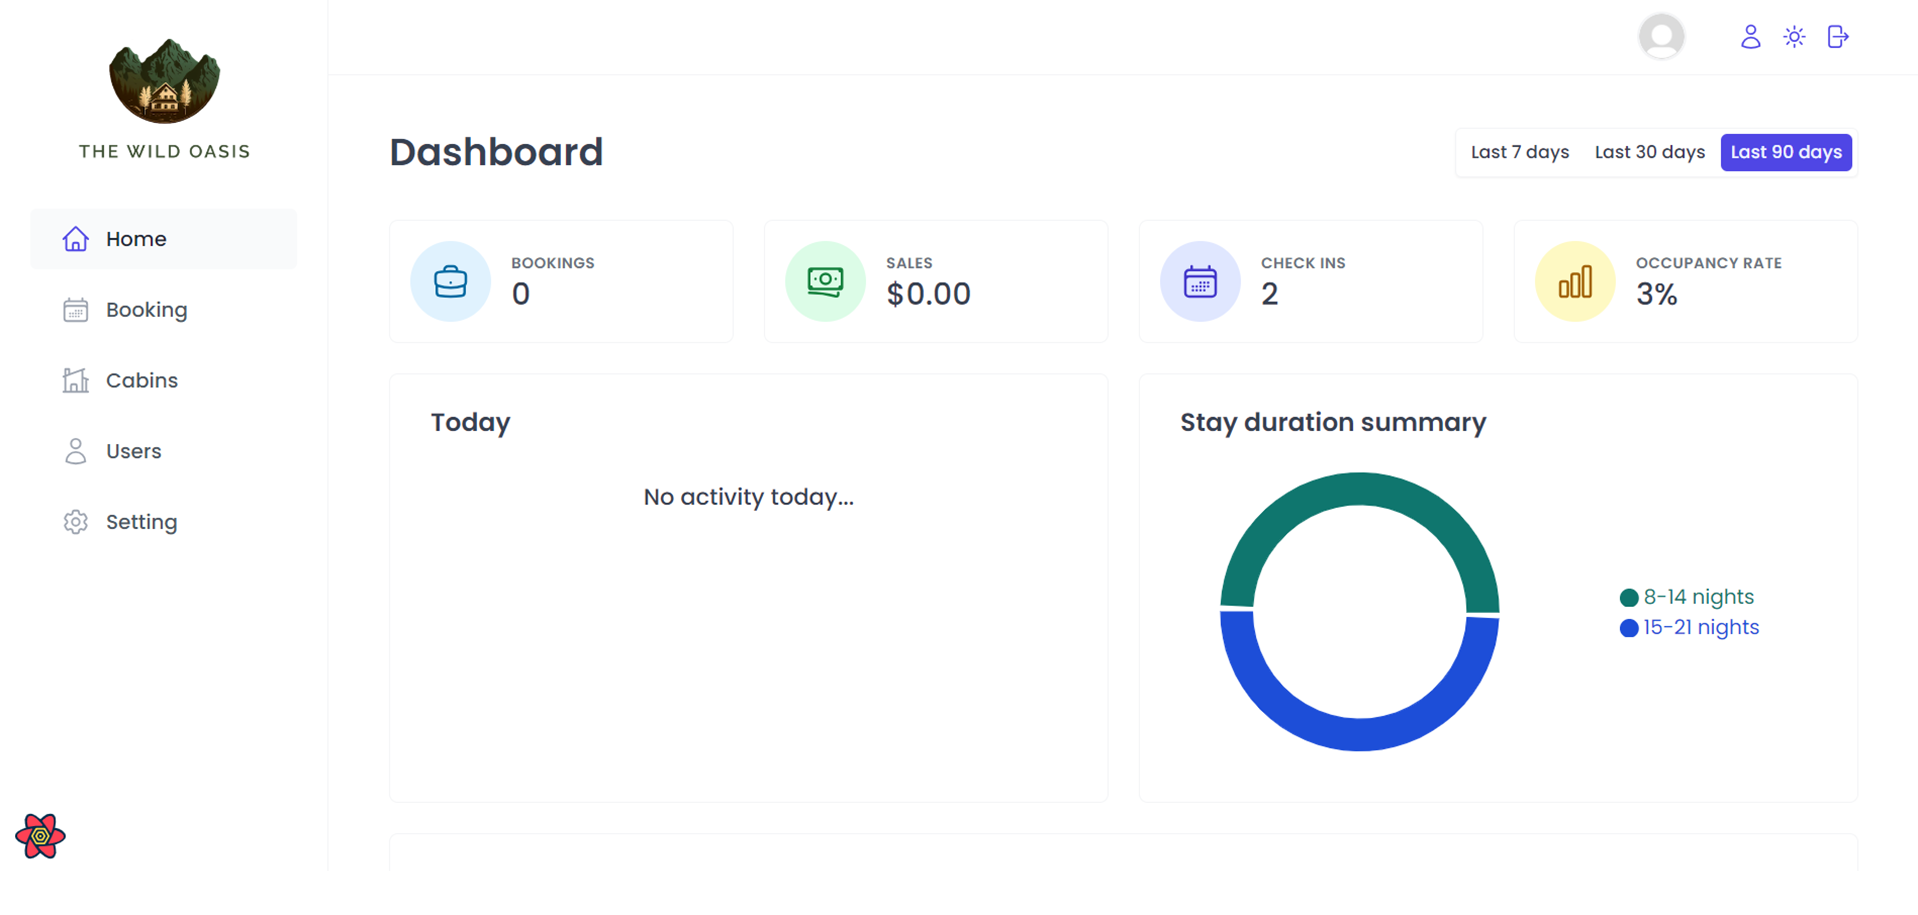 THE WILD OASIS
Home
Booking
Cabins
Users
Setting
Dashboard
Last 7 days
Last 30 days
Last 90 days
BOOKINGS
0
SALES
$0.00
CHECK INS
2
OCCUPANCY RATE
3%
Today
No activity today...
Stay duration summary
8-14 nights
15-21 nights